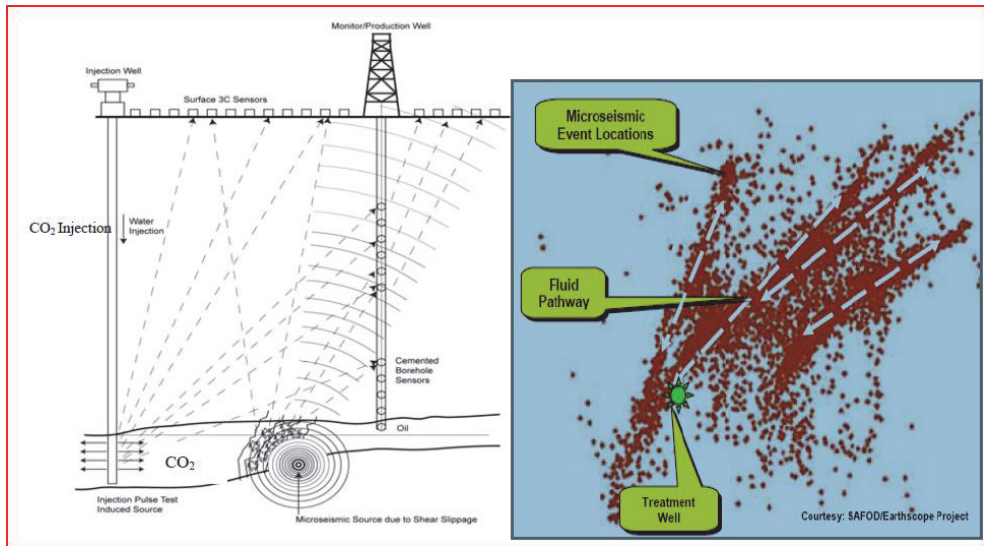 Monitor/Production Well
Injection Well
Surface 3C Sensors
CO₂ Injection
Water
Injection
Cemented
Borehole
Sensors
Oil
CO₂
Injection Pulse Test
Induced Source
Microseismic Source due to Shear Slippage
Microseismic
Event Locations
Fluid
Pathway
Treatment
Well
Courtesy: SAFOD/Earthscope Project